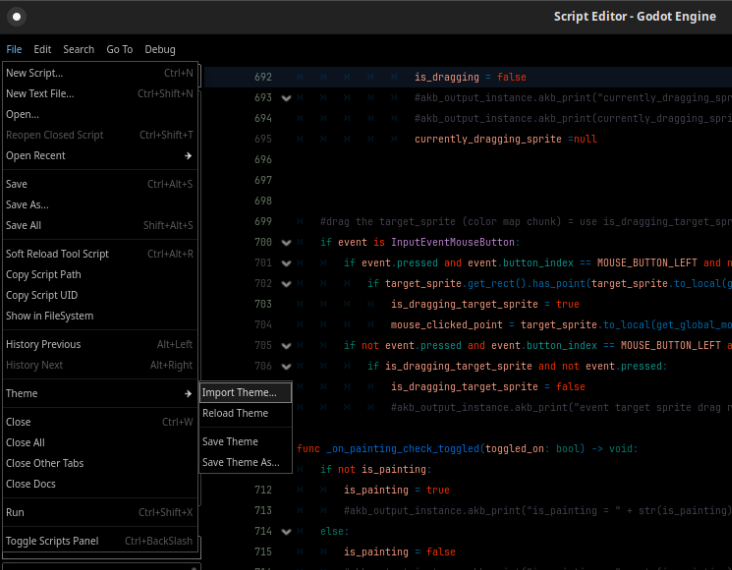 Script Editor - Godot Engine
File Edit Search Go To Debug
New Script... Ctrl+N
New Text File... Ctrl+Shift+N
Open...
Reopen Closed Script Ctrl+Shift+T
Open Recent
Save Ctrl+Alt+S
Save As...
Save All Shift+Alt+S
Soft Reload Tool Script Ctrl+Alt+R
Copy Script Path
Copy Script UID
Show in FileSystem
History Previous Alt+Left
History Next Alt+Right
Theme
Close Ctrl+W
Close All
Close Other Tabs
Close Docs
Run Ctrl+Shift+X
Toggle Scripts Panel Ctrl+BackSlash
Import Theme...
Reload Theme
Save Theme
Save Theme As...
692 is_dragging = false
693 #akb_output_instance.akb_print("currently_dragging_spr
694 #akb_output_instance.akb_print(currently_dragging_spri
695 currently_dragging_sprite =null
696
697
698
699 #drag the target_sprite (color map chunk) = use is_dragging_target_spr
700 if event is InputEventMouseButton:
701 if event.pressed and event.button_index == MOUSE_BUTTON_LEFT and n
702 if target_sprite.get_rect().has_point(target_sprite.to_local(g
703 is_dragging_target_sprite = true
704 mouse_clicked_point = target_sprite.to_local(get_global_mo
705 if not event.pressed and event.button_index == MOUSE_BUTTON_LEFT a
706 if is_dragging_target_sprite and not event.pressed:
is_dragging_target_sprite = false
#akb_output_instance.akb_print("event target sprite drag r
func _on_painting_check_toggled(toggled_on: bool) -> void:
if not is_painting:
712 is_painting = true
713 #akb_output_instance.akb_print("is_painting = " + str(is_painting)
714 else:
715 is_painting = false